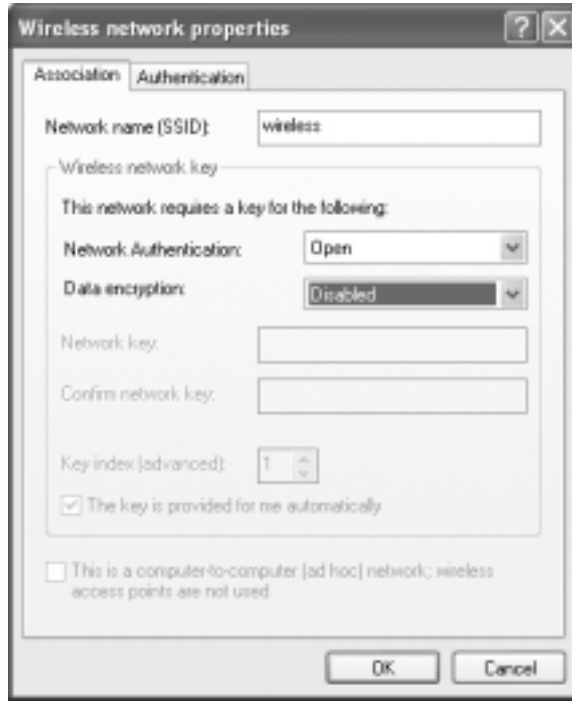 Wireless network properties
Association Authentication
Network name (SSID): wireless
Wireless network key
This network requires a key for the following:
Network Authentication: Open
Data encryption: Disabled
Network key:
Confirm network key:
Key index (advanced): 1
The key is provided for me automatically
This is a computer-to-computer (ad hoc) network; wireless
access points are not used
OK Cancel